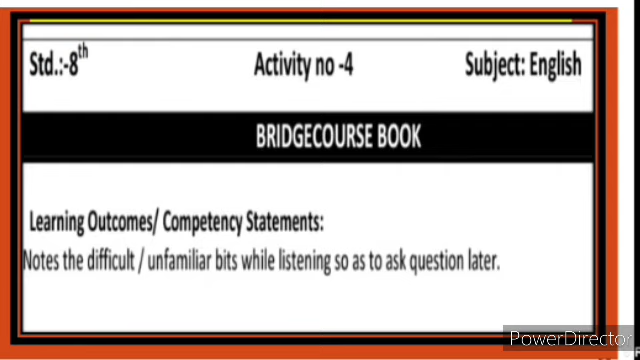 Std.:-8th Activity no -4 Subject: English
BRIDGECOURSE BOOK
Learning Outcomes/ Competency Statements:
Notes the difficult / unfamiliar bits while listening so as to ask question later.
PowerDirector